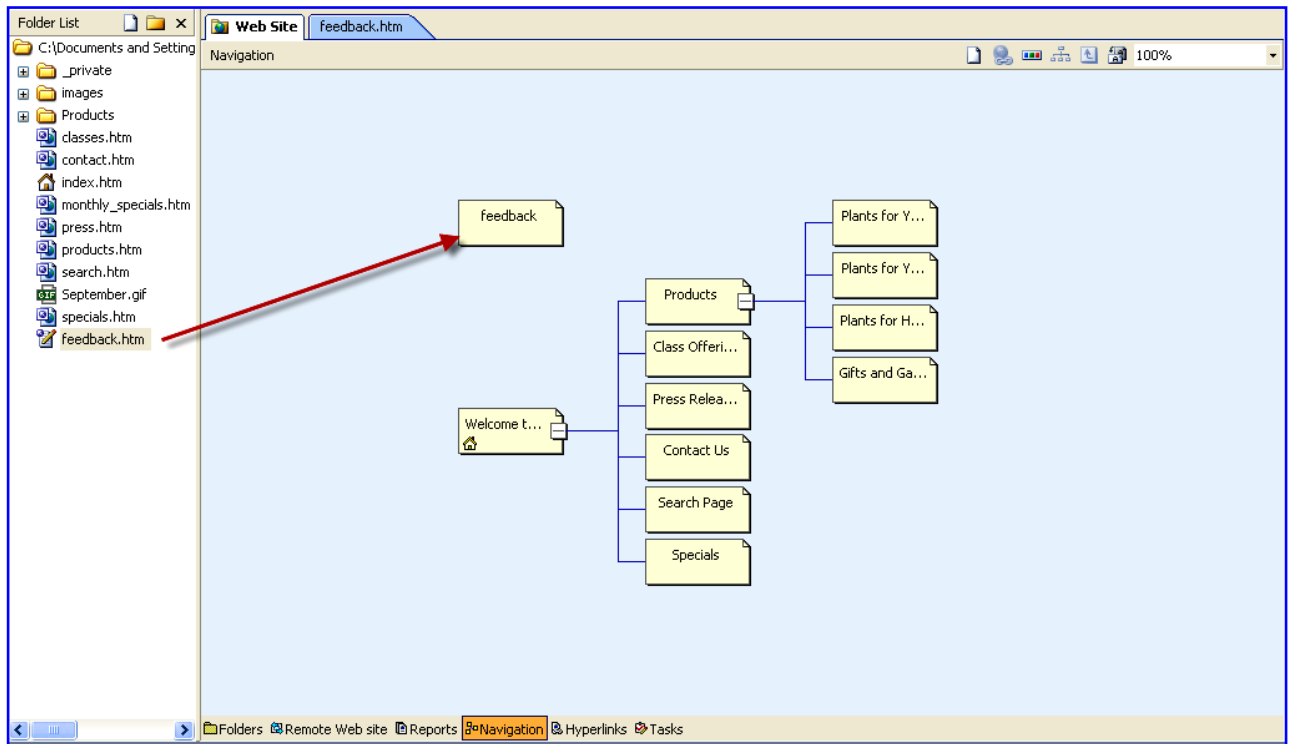 Folder List
Web Site
feedback.htm
C:\Documents and Setting
Navigation
100%
_private
images
Products
classes.htm
contact.htm
index.htm
monthly_specials.htm
press.htm
products.htm
search.htm
GIF September.gif
specials.htm
feedback.htm
feedback
Plants for Y...
Plants for Y...
Plants for H...
Gifts and Ga...
Products
Class Offeri...
Press Relea...
Contact Us
Search Page
Specials
Welcome t...
Folders Remote Web site Reports Navigation Hyperlinks Tasks